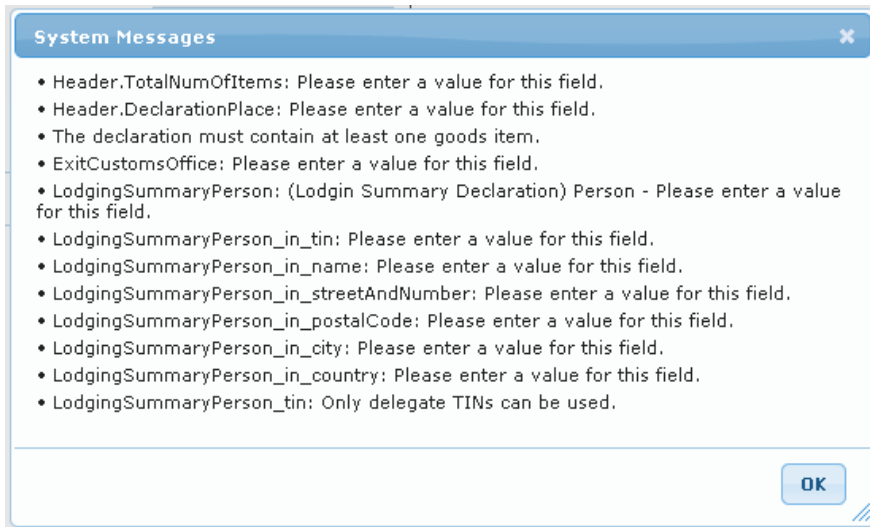 System Messages
• Header.TotalNumOfItems: Please enter a value for this field.
• Header.DeclarationPlace: Please enter a value for this field.
• The declaration must contain at least one goods item.
• ExitCustomsOffice: Please enter a value for this field.
• LodgingSummaryPerson: (Lodgin Summary Declaration) Person - Please enter a value
for this field.
• LodgingSummaryPerson_in_tin: Please enter a value for this field.
• LodgingSummaryPerson_in_name: Please enter a value for this field.
• LodgingSummaryPerson_in_streetAndNumber: Please enter a value for this field.
• LodgingSummaryPerson_in_postalCode: Please enter a value for this field.
• LodgingSummaryPerson_in_city: Please enter a value for this field.
• LodgingSummaryPerson_in_country: Please enter a value for this field.
• LodgingSummaryPerson_tin: Only delegate TINs can be used.
OK